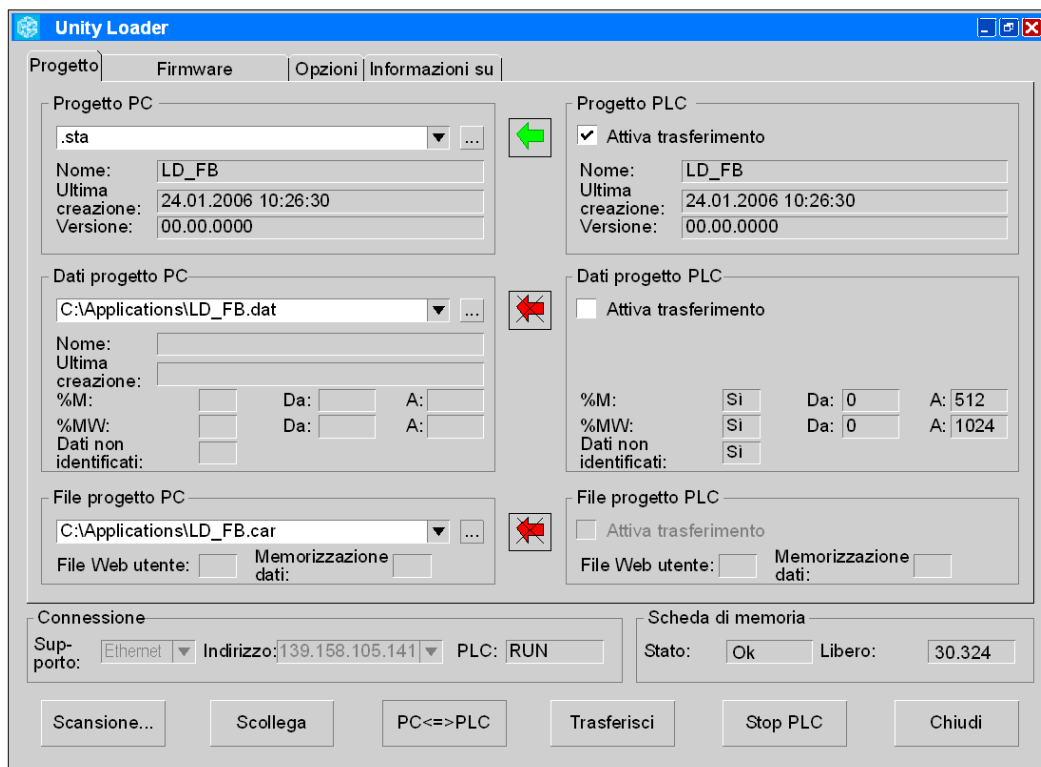 Unity Loader
Progetto Firmware Opzioni Informazioni su
Progetto PC
.sta ...
Nome: LD_FB
Ultima creazione: 24.01.2006 10:26:30
Versione: 00.00.0000
Progetto PLC
Attiva trasferimento
Nome: LD_FB
Ultima creazione: 24.01.2006 10:26:30
Versione: 00.00.0000
Dati progetto PC
C:\Applications\LD_FB.dat ...
Nome:
Ultima creazione:
%M: Da: A:
%MW: Da: A:
Dati non identificati:
Dati progetto PLC
Attiva trasferimento
%M: Sì Da: 0 A: 512
%MW: Sì Da: 0 A: 1024
Dati non identificati: Sì
File progetto PC
C:\Applications\LD_FB.car ...
File Web utente: Memorizzazione dati:
File progetto PLC
Attiva trasferimento
File Web utente: Memorizzazione dati:
Connessione
Sup-
porto: Ethernet Indirizzo: 139.158.105.141 PLC: RUN
Scheda di memoria
Stato: Ok Libero: 30.324
Scansione... Scollega PC<=>PLC Trasferisci Stop PLC Chiudi